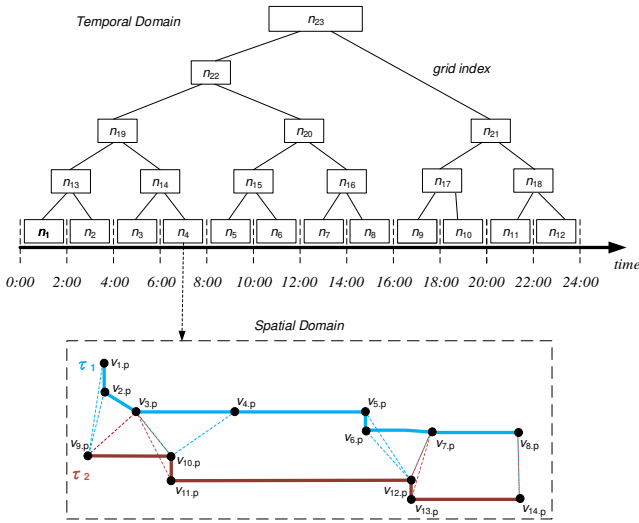 Temporal Domain
n23
n22
grid index
n19 n20 n21
n13 n14 n15 n16 n17 n18
n1 n2 n3 n4 n5 n6 n7 n8 n9 n10 n11 n12
time
0:00 2:00 4:00 6:00 8:00 10:00 12:00 14:00 16:00 18:00 20:00 22:00 24:00
Spatial Domain
τ 1
v1.p
v2.p
v3.p v4.p v5.p
v6.p v7.p v8.p
v9.p v10.p
τ 2
v11.p v12.p
v13.p v14.p